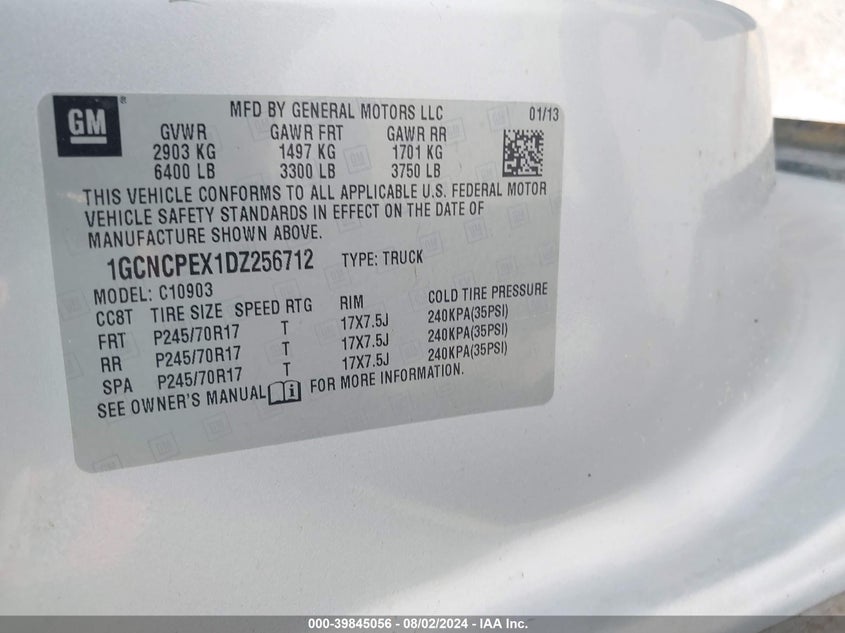 GM ®
MFD BY GENERAL MOTORS LLC 01/13
GVWR GAWR FRT GAWR RR
2903 KG 1497 KG 1701 KG
6400 LB 3300 LB 3750 LB
THIS VEHICLE CONFORMS TO ALL APPLICABLE U.S. FEDERAL MOTOR
VEHICLE SAFETY STANDARDS IN EFFECT ON THE DATE OF
MANUFACTURE SHOWN ABOVE.
1GCNCPEX1DZ256712 TYPE: TRUCK
MODEL: C10903
CC8T TIRE SIZE SPEED RTG RIM COLD TIRE PRESSURE
FRT P245/70R17 T 17X7.5J 240KPA(35PSI)
RR P245/70R17 T 17X7.5J 240KPA(35PSI)
SPA P245/70R17 T 17X7.5J 240KPA(35PSI)
SEE OWNER'S MANUAL FOR MORE INFORMATION.
000-39845056 - 08/02/2024 - IAA Inc.